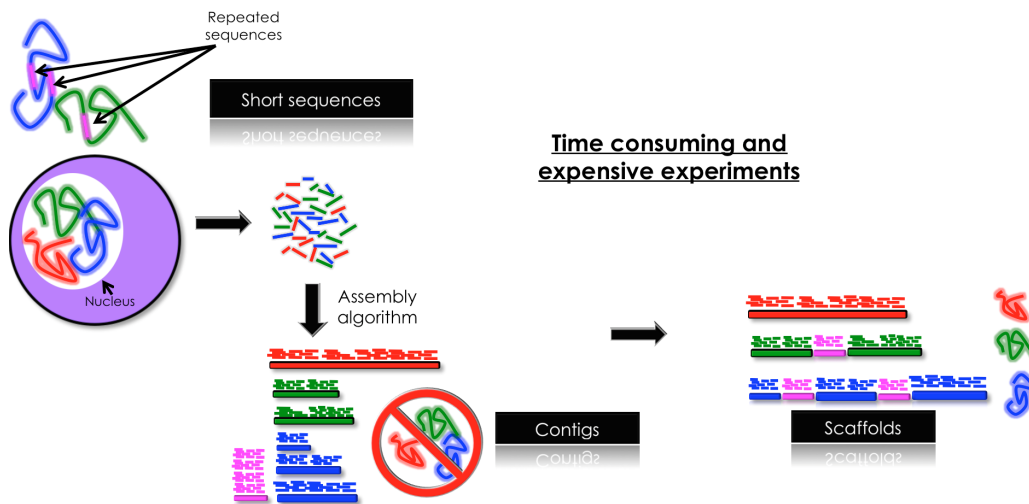 Repeated
sequences
Short sequences
Time consuming and
expensive experiments
Nucleus
Assembly
algorithm
Contigs
Scaffolds